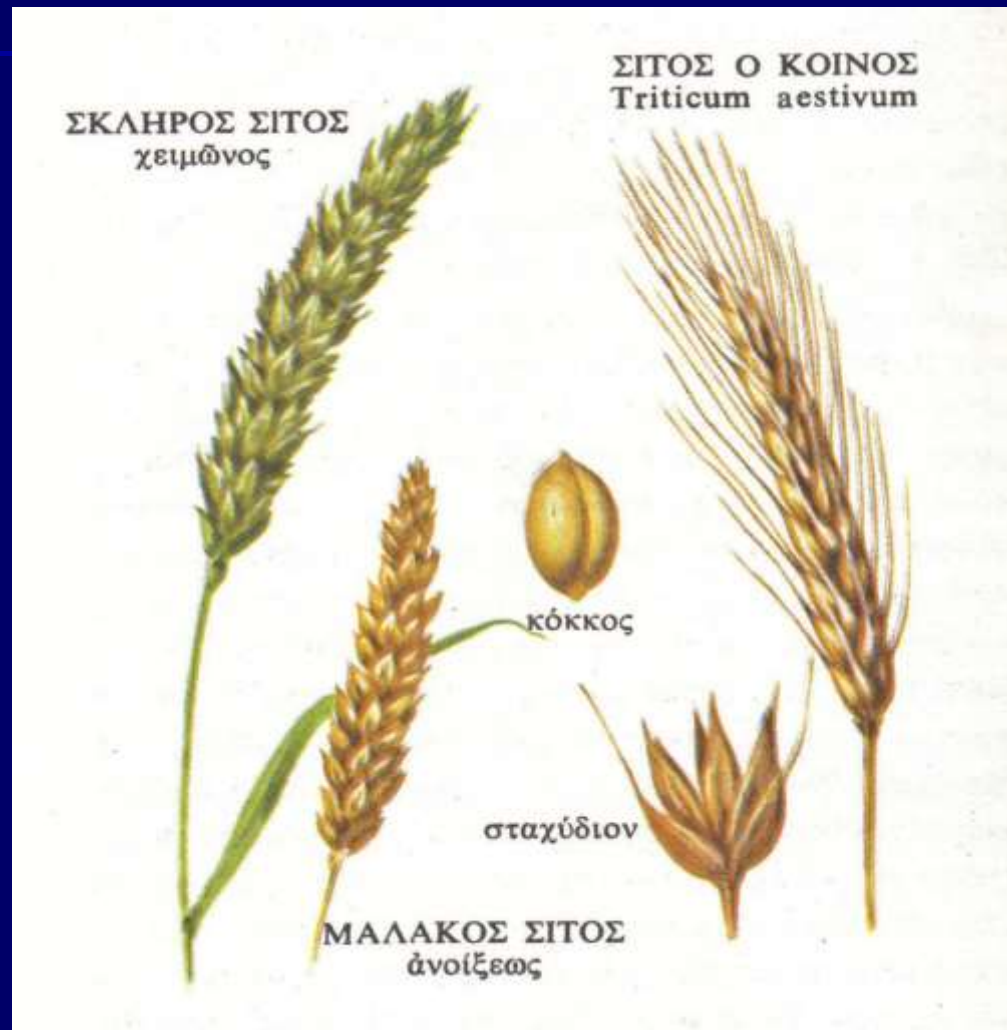 ΣΚΛΗΡΟΣ ΣΙΤΟΣ
χειμῶνος
ΣΙΤΟΣ Ο ΚΟΙΝΟΣ
Triticum aestivum
κόκκος
σταχύδιον
ΜΑΛΑΚΟΣ ΣΙΤΟΣ
ἀνοίξεως